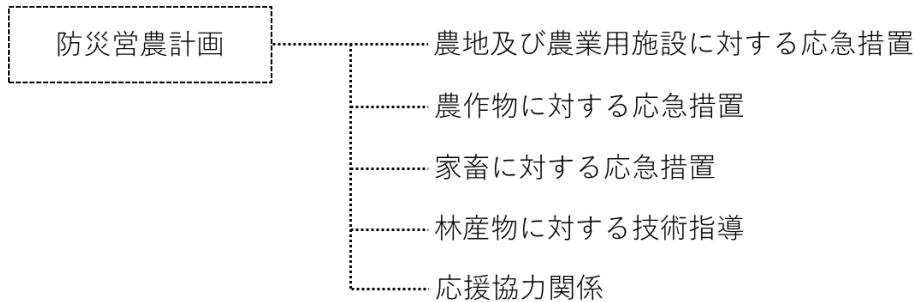 防災営農計画
農地及び農業用施設に対する応急措置
農作物に対する応急措置
家畜に対する応急措置
林産物に対する技術指導
応援協力関係